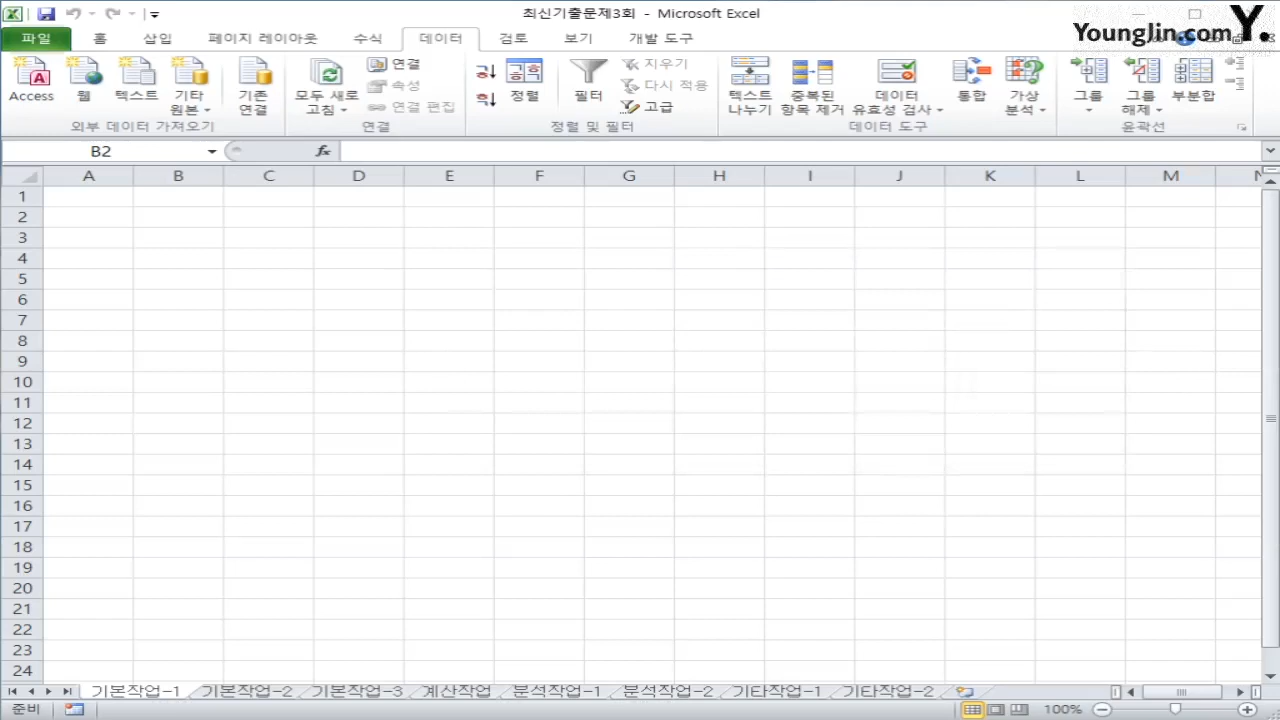 최신기출문제3회 - Microsoft Excel
YoungJin.com Y.
파일 홈 삽입 페이지 레이아웃 수식 데이터 검토 보기 개발 도구
Access 웹 텍스트 기타 원본 기존 연결
외부 데이터 가져오기
모두 새로 고침 연결 속성 연결 편집
연결
정렬 필터 지우기 다시 적용 고급
정렬 및 필터
텍스트 나누기 중복된 항목 제거 데이터 유효성 검사 통합 가상 분석
데이터 도구
그룹 그룹 해제 부분합
윤곽선
B2 fx
A B C D E F G H I J K L M N
1
2
3
4
5
6
7
8
9
10
11
12
13
14
15
16
17
18
19
20
21
22
23
24
기본작업-1 기본작업-2 기본작업-3 계산작업 분석작업-1 분석작업-2 기타작업-1 기타작업-2
준비 100%